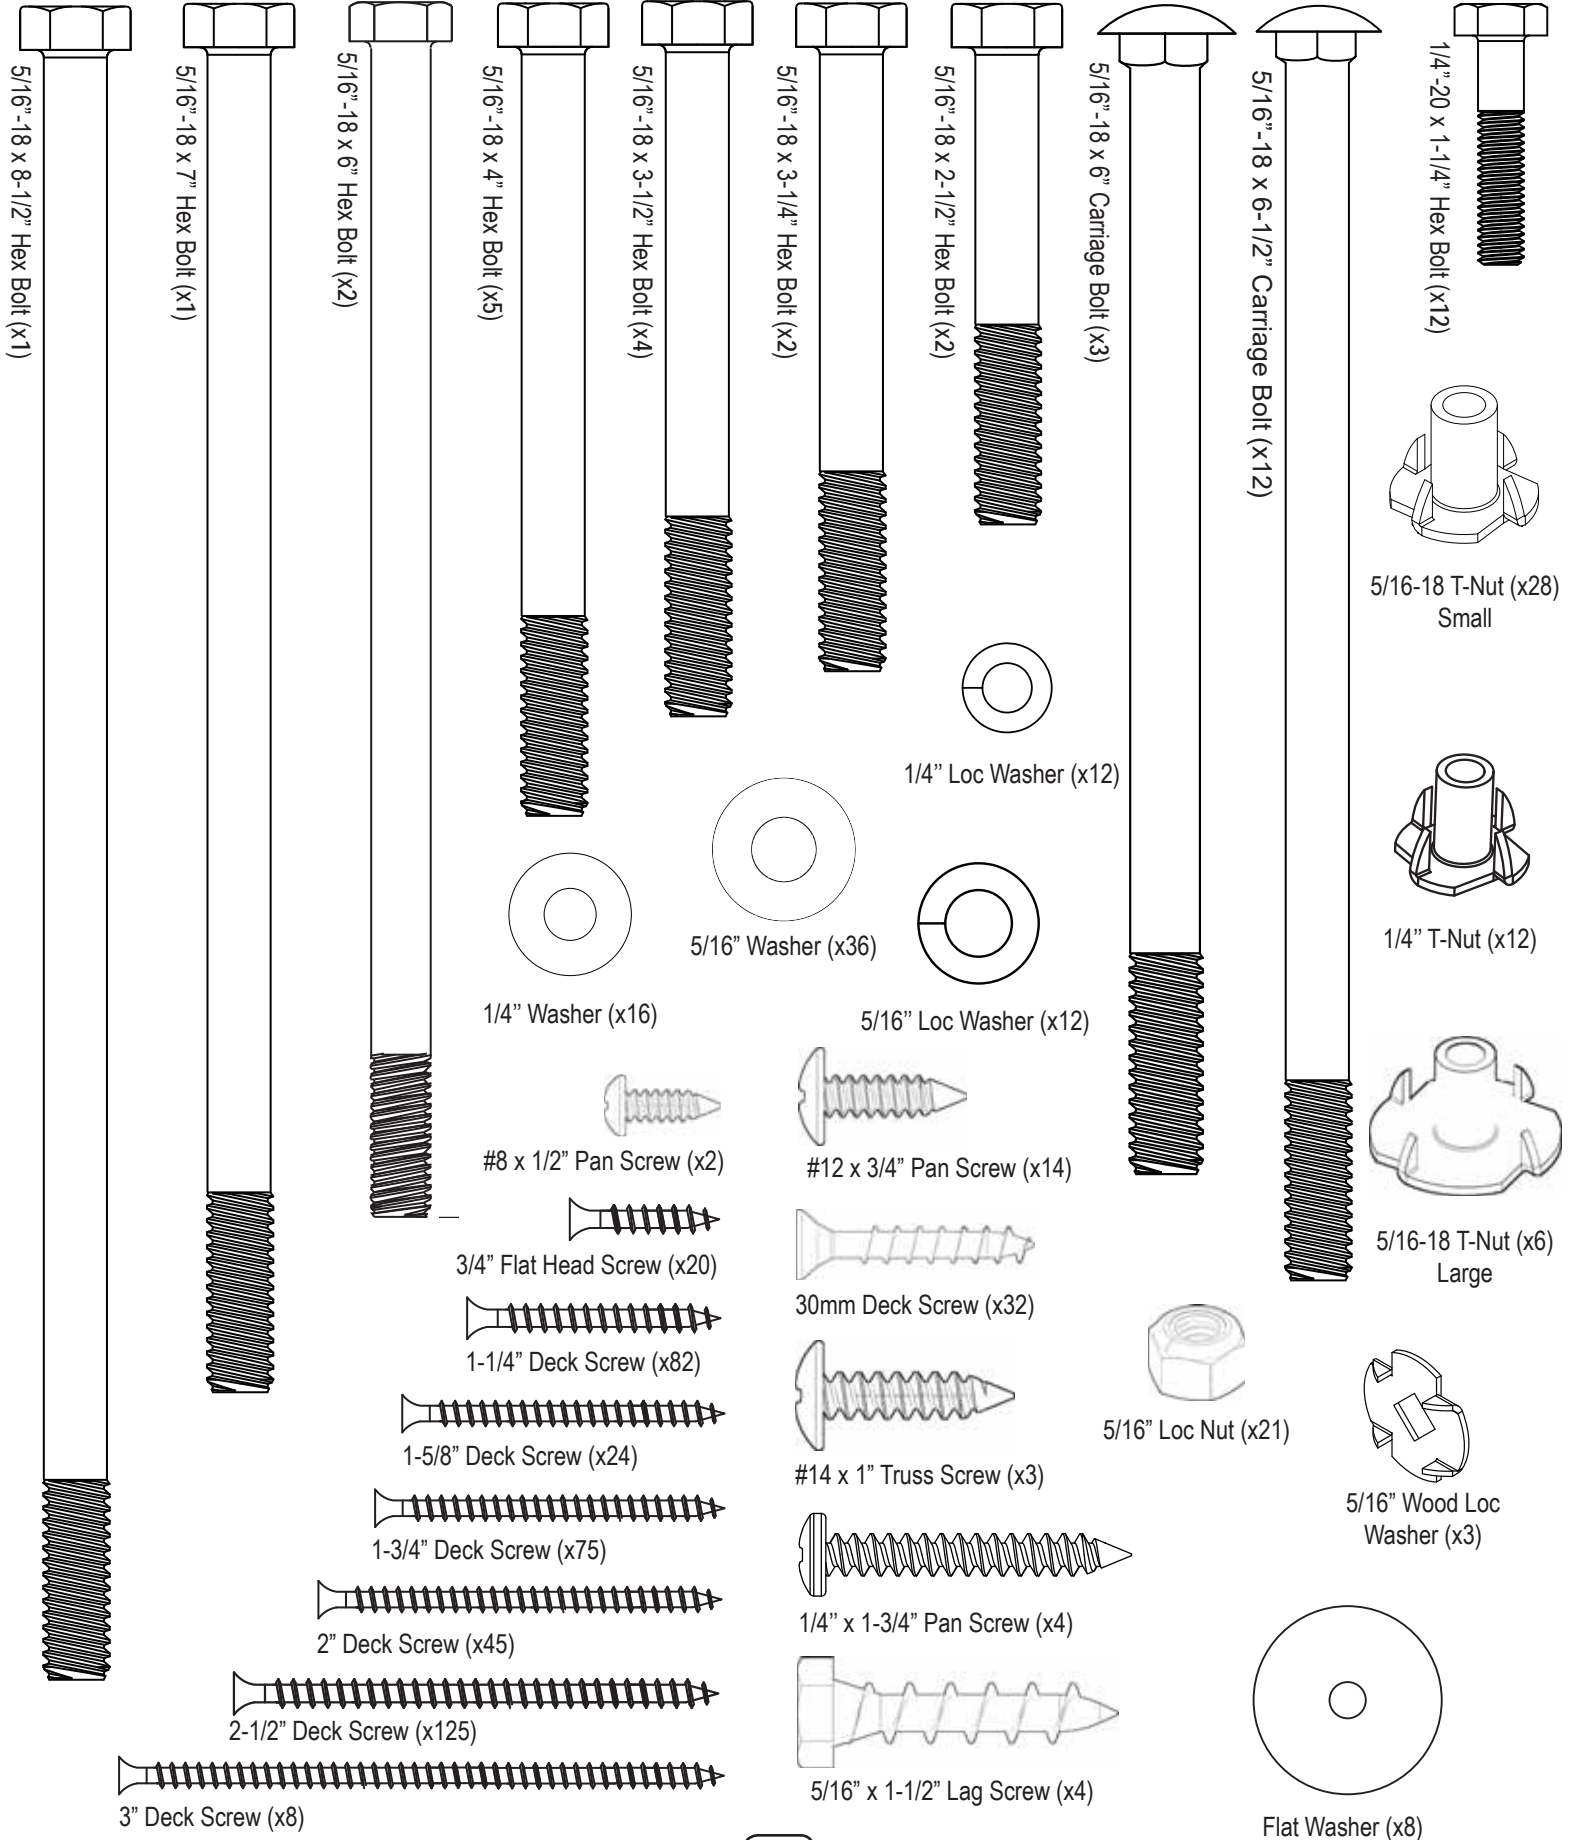 5/16”-18 x 8-1/2” Hex Bolt (x1)
5/16”-18 x 7” Hex Bolt (x1)
5/16”-18 x 6” Hex Bolt (x2)
5/16”-18 x 4” Hex Bolt (x5)
5/16”-18 x 3-1/2” Hex Bolt (x4)
5/16”-18 x 3-1/4” Hex Bolt (x2)
5/16”-18 x 2-1/2” Hex Bolt (x2)
5/16”-18 x 6” Carriage Bolt (x3)
5/16”-18 x 6-1/2” Carriage Bolt (x12)
1/4”-20 x 1-1/4” Hex Bolt (x12)
5/16-18 T-Nut (x28)
Small
1/4” Loc Washer (x12)
1/4” T-Nut (x12)
5/16” Washer (x36)
1/4” Washer (x16)
5/16” Loc Washer (x12)
#8 x 1/2” Pan Screw (x2)
#12 x 3/4” Pan Screw (x14)
5/16-18 T-Nut (x6)
Large
3/4” Flat Head Screw (x20)
30mm Deck Screw (x32)
1-1/4” Deck Screw (x82)
5/16” Loc Nut (x21)
1-5/8” Deck Screw (x24)
#14 x 1” Truss Screw (x3)
5/16” Wood Loc
Washer (x3)
1-3/4” Deck Screw (x75)
1/4” x 1-3/4” Pan Screw (x4)
2” Deck Screw (x45)
2-1/2” Deck Screw (x125)
5/16” x 1-1/2” Lag Screw (x4)
3” Deck Screw (x8)
Flat Washer (x8)